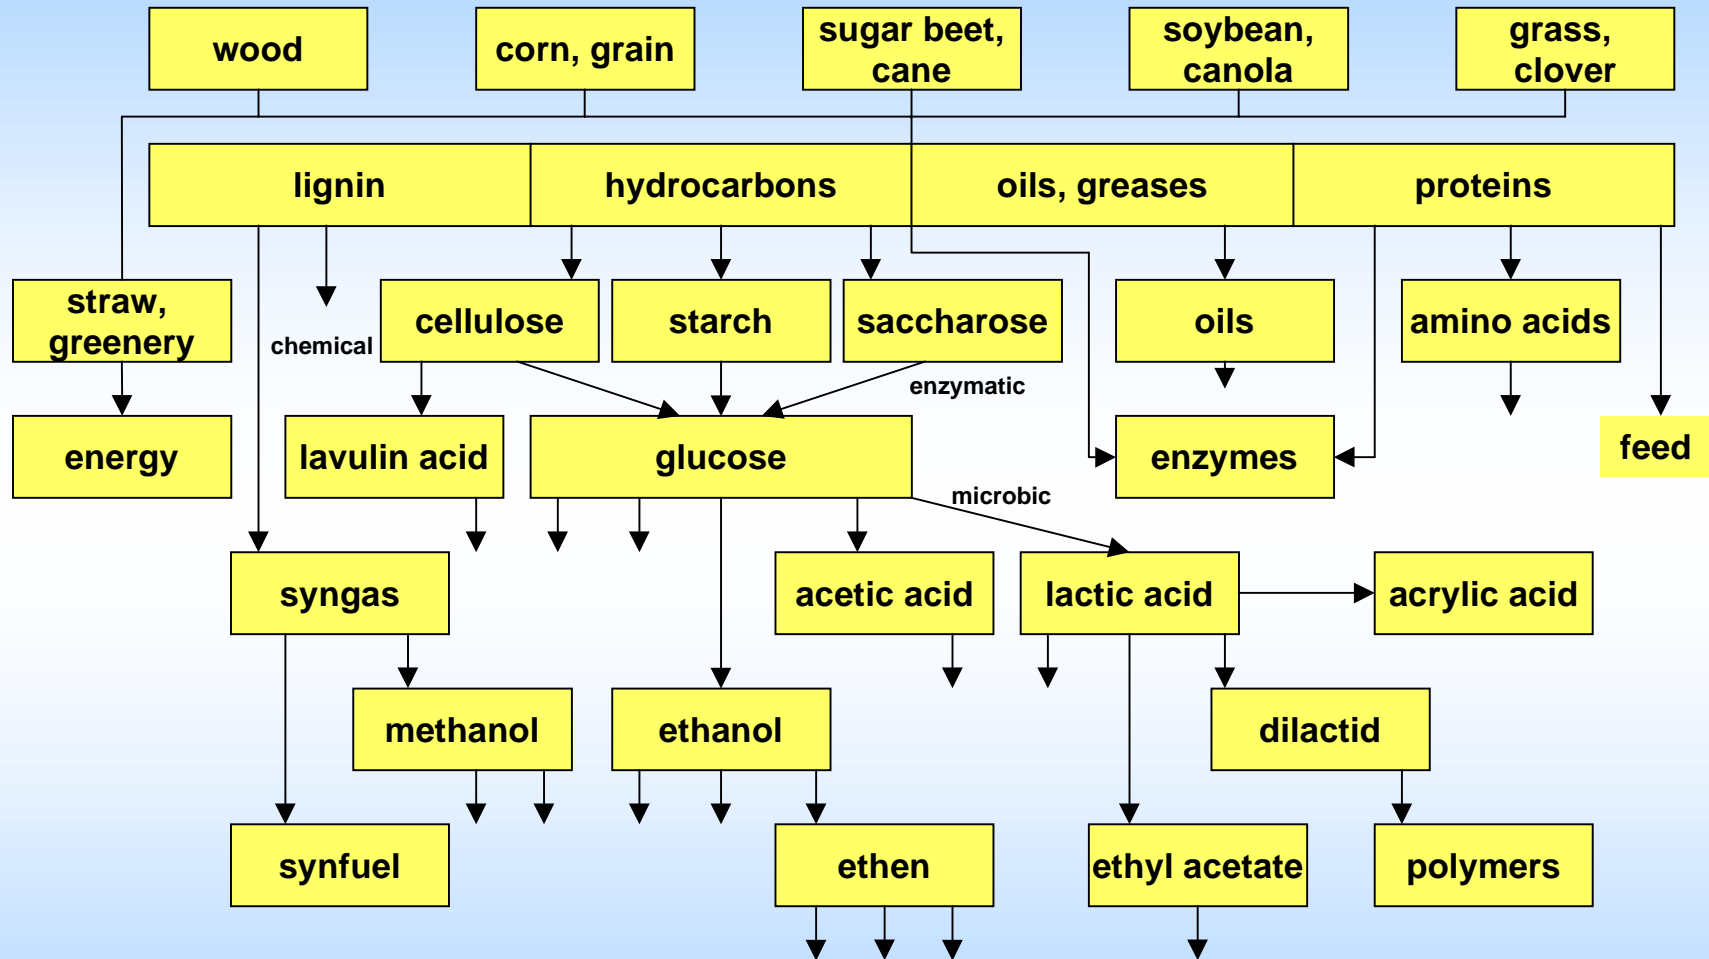 wood
corn, grain
sugar beet,
cane
soybean,
canola
grass,
clover
lignin
hydrocarbons
oils, greases
proteins
straw,
greenery
chemical
cellulose
starch
saccharose
oils
amino acids
enzymatic
energy
lavulin acid
glucose
enzymes
feed
microbic
syngas
acetic acid
lactic acid
acrylic acid
methanol
ethanol
dilactid
synfuel
ethen
ethyl acetate
polymers